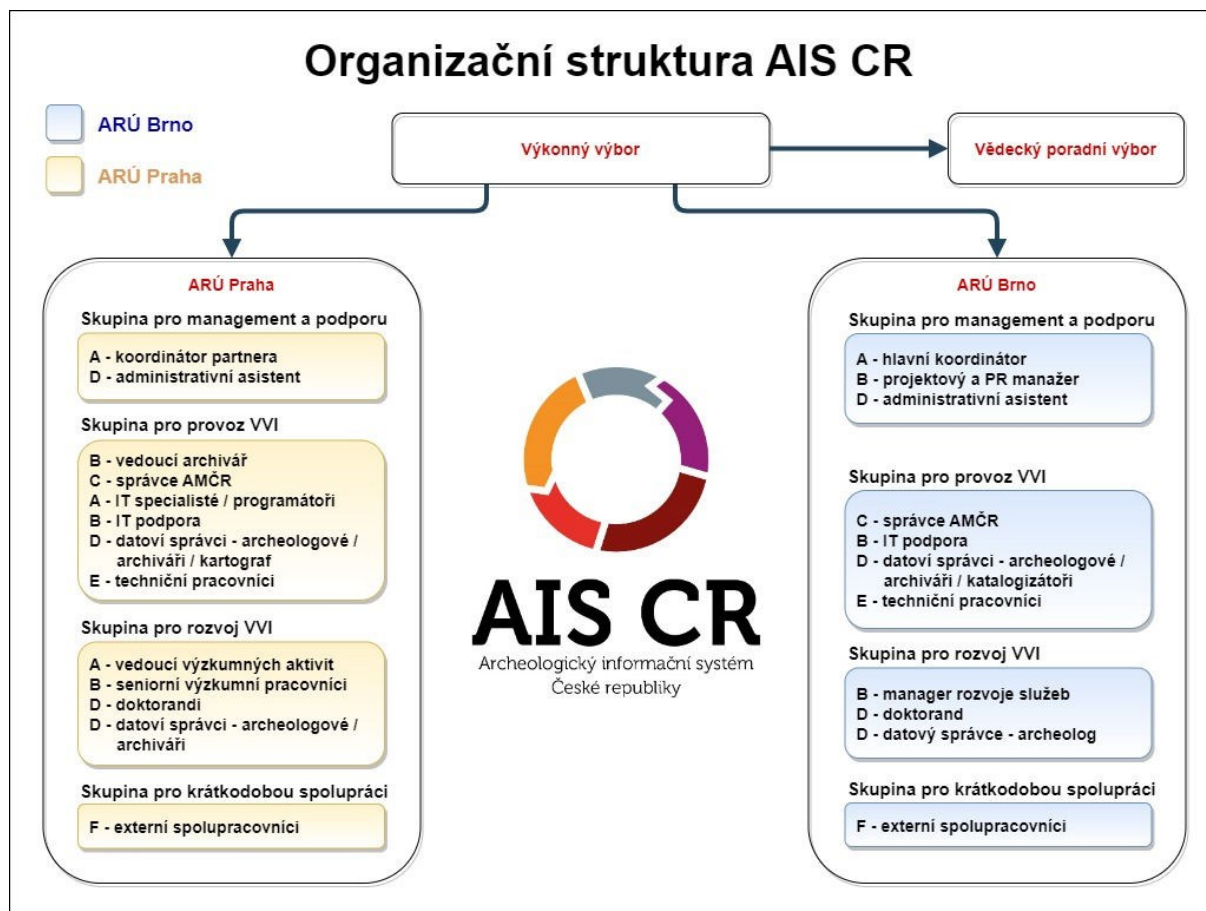 Organizační struktura AIS CR
ARÚ Brno
ARÚ Praha
Výkonný výbor
Vědecký poradní výbor
ARÚ Praha
Skupina pro management a podporu
A - koordinátor partnera
D - administrativní asistent
Skupina pro provoz VVI
B - vedoucí archivář
C - správce AMČR
A - IT specialisté / programátoři
B - IT podpora
D - datoví správci - archeologové /
archiváři / kartograf
E - techniční pracovníci
Skupina pro rozvoj VVI
A - vedoucí výzkumných aktivit
B - seniorní výzkumní pracovníci
D - doktorandi
D - datoví správci - archeologové /
archiváři
Skupina pro krátkodobou spolupráci
F - externí spolupracovníci
AIS CR
Archeologický informační systém
České republiky
ARÚ Brno
Skupina pro management a podporu
A - hlavní koordinátor
B - projektový a PR manažer
D - administrativní asistent
Skupina pro provoz VVI
C - správce AMČR
B - IT podpora
D - datoví správci - archeologové /
archiváři / katalogizátoři
E - techniční pracovníci
Skupina pro rozvoj VVI
B - manager rozvoje služeb
D - doktorand
D - datový správce - archeolog
Skupina pro krátkodobou spolupráci
F - externí spolupracovníci